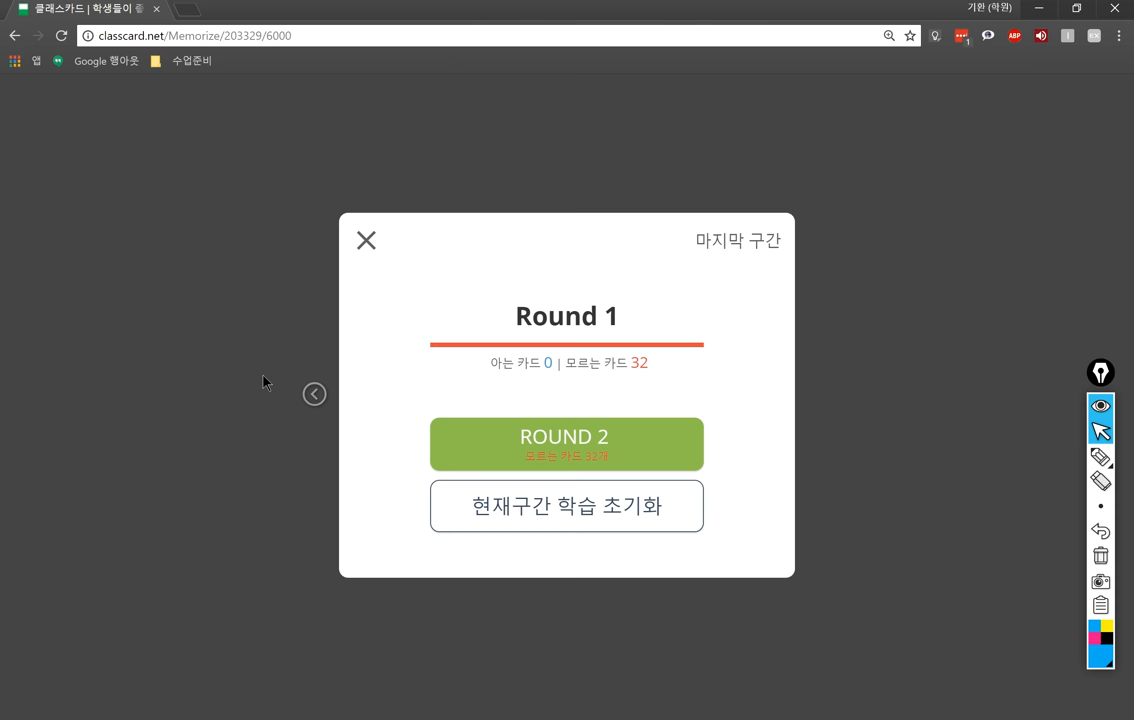 클래스카드 | 학생들이 즐
기환 (학원)
classcard.net/Memorize/203329/6000
1
ABP
앱
Google 행아웃
수업준비
마지막 구간
Round 1
아는 카드 0 | 모르는 카드 32
ROUND 2
모르는 카드 32개
현재구간 학습 초기화